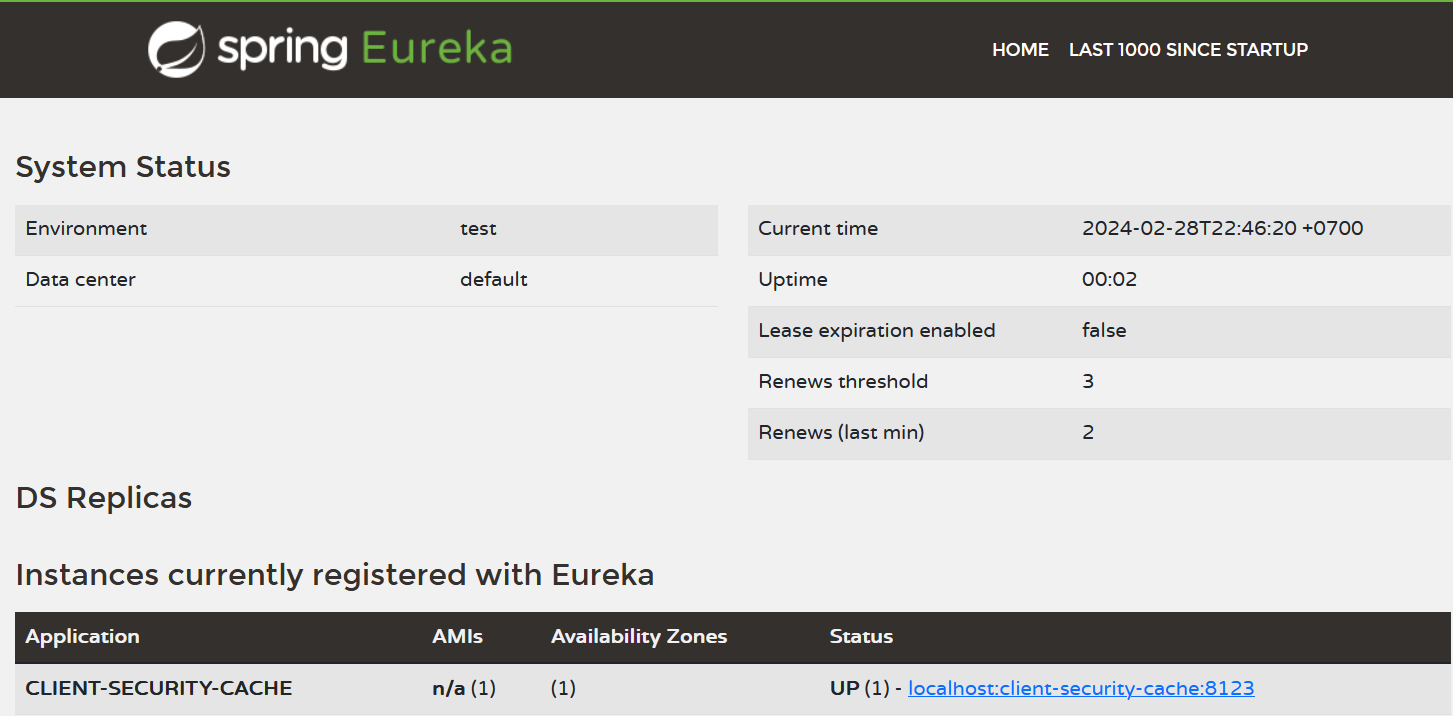 spring Eureka
HOME LAST 1000 SINCE STARTUP
System Status
Environment test
Data center default
Current time 2024-02-28T22:46:20 +0700
Uptime 00:02
Lease expiration enabled false
Renews threshold 3
Renews (last min) 2
DS Replicas
Instances currently registered with Eureka
Application AMIs Availability Zones Status
CLIENT-SECURITY-CACHE n/a (1) (1) UP (1) - localhost:client-security-cache:8123